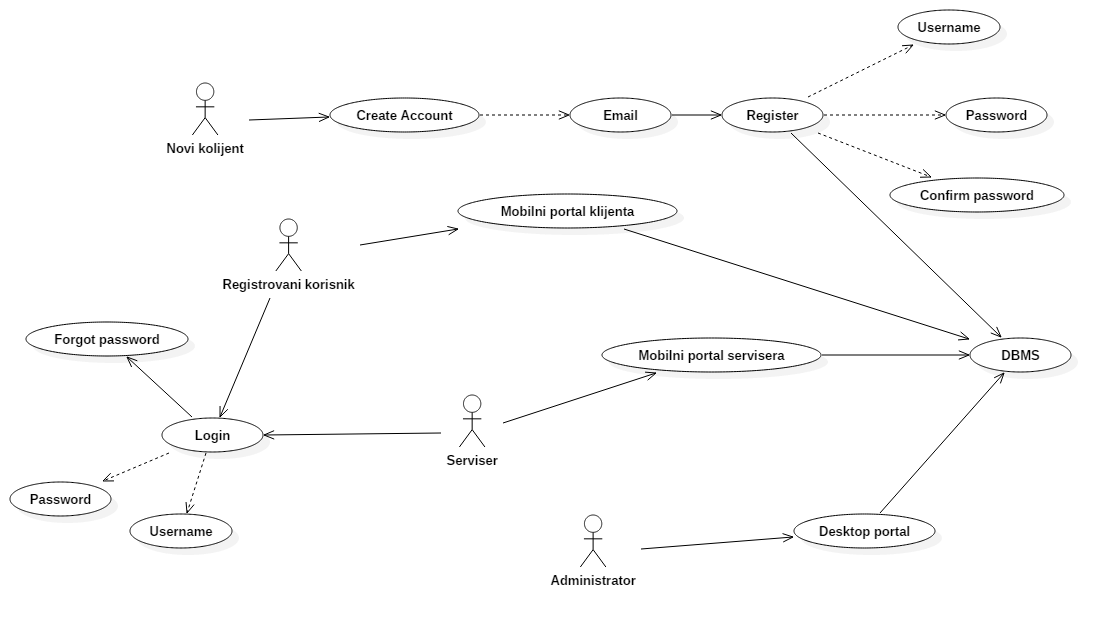 Username
Create Account
Email
Register
Password
Novi kolijent
Confirm password
Mobilni portal klijenta
Registrovani korisnik
Forgot password
Mobilni portal servisera
DBMS
Login
Serviser
Password
Username
Desktop portal
Administrator